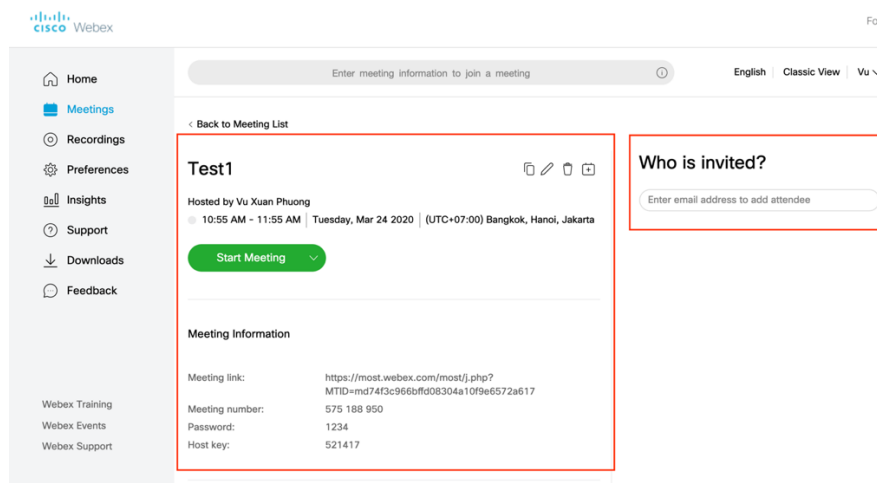 cisco Webex
Fo
Home
Meetings
Recordings
Preferences
Insights
Support
Downloads
Feedback
Webex Training
Webex Events
Webex Support
Enter meeting information to join a meeting
English Classic View Vu
< Back to Meeting List
Test1
Hosted by Vu Xuan Phuong
10:55 AM - 11:55 AM | Tuesday, Mar 24 2020 | (UTC+07:00) Bangkok, Hanoi, Jakarta
Start Meeting
Meeting Information
Meeting link: https://most.webex.com/most/j.php?
MTID=md74f3c966bffd08304a10f9e6572a617
Meeting number: 575 188 950
Password: 1234
Host key: 521417
Who is invited?
Enter email address to add attendee